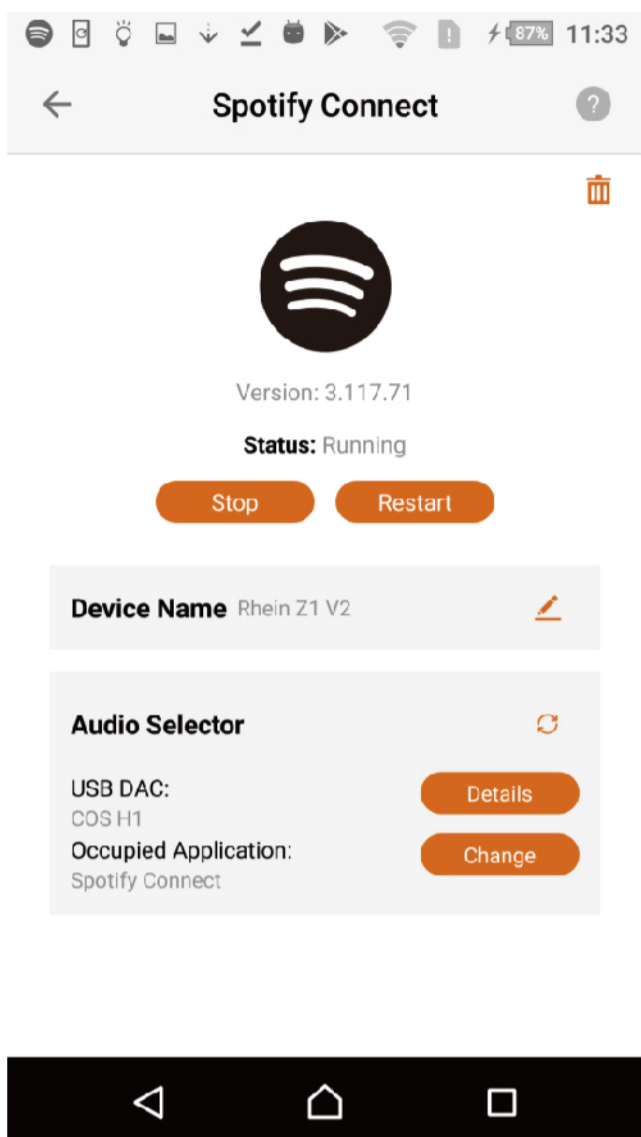 87% 11:33
Spotify Connect
?
Version: 3.117.71
Status: Running
Stop Restart
Device Name Rhein Z1 V2
Audio Selector
USB DAC: Details
COS H1
Occupied Application: Change
Spotify Connect